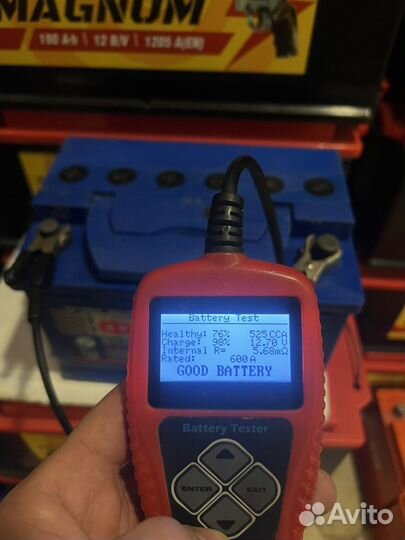 MAGNUM
190 Ah \ 12 B/V \ 1205 A(EN)
Battery Test
Healthy: 76% 525 CCA
Charge: 98% 12.70 V
Internal R= 5.68mΩ
Rated: 600 A
GOOD BATTERY
Battery Tester
ENTER
EXIT
Avito